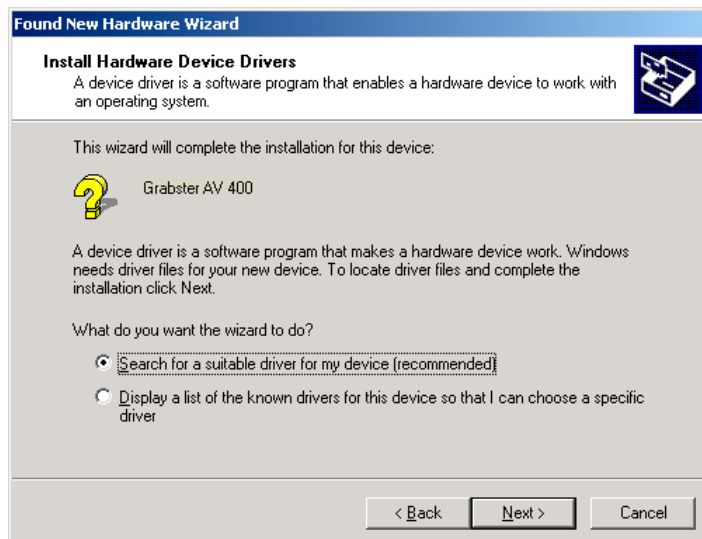 Found New Hardware Wizard
Install Hardware Device Drivers
A device driver is a software program that enables a hardware device to work with
an operating system.
This wizard will complete the installation for this device:
Grabster AV 400
A device driver is a software program that makes a hardware device work. Windows
needs driver files for your new device. To locate driver files and complete the
installation click Next.
What do you want the wizard to do?
Search for a suitable driver for my device (recommended)
Display a list of the known drivers for this device so that I can choose a specific
driver
< Back Next > Cancel